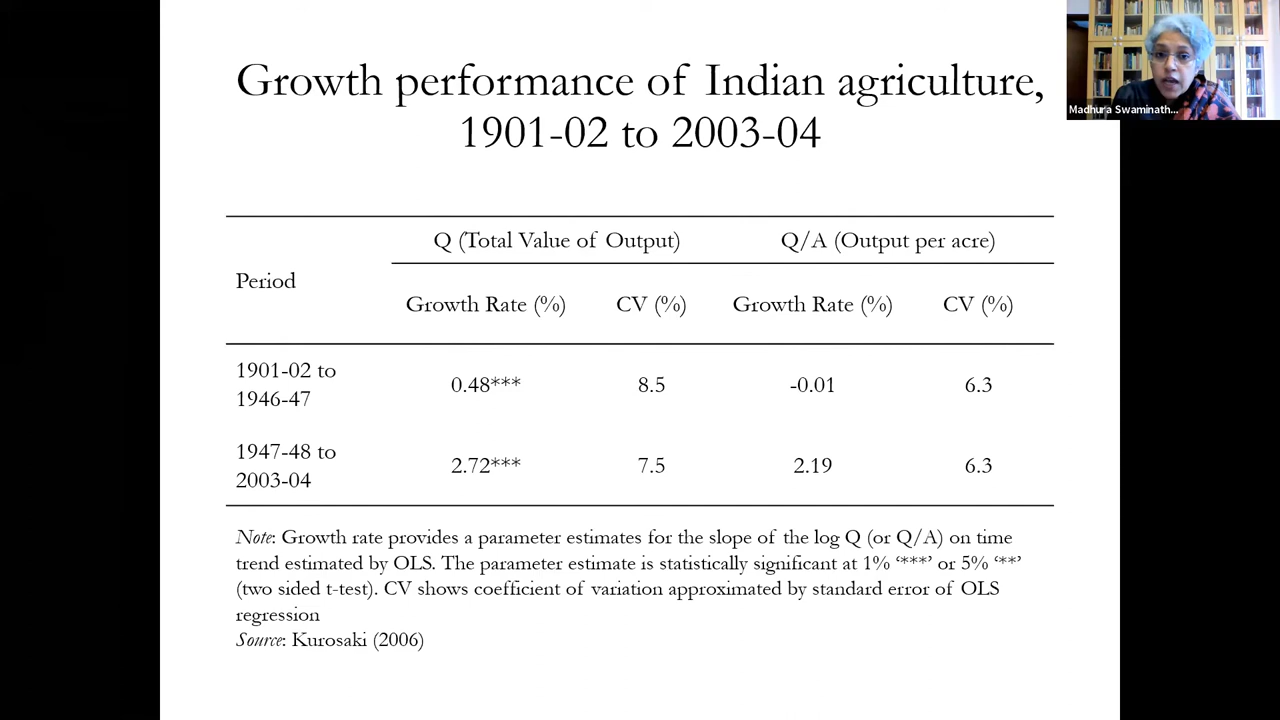 Growth performance of Indian agriculture,
1901-02 to 2003-04
Madhura Swaminath...
Q (Total Value of Output) Q/A (Output per acre)
Period
Growth Rate (%) CV (%) Growth Rate (%) CV (%)
1901-02 to
1946-47
0.48*** 8.5 -0.01 6.3
1947-48 to
2003-04
2.72*** 7.5 2.19 6.3
Note: Growth rate provides a parameter estimates for the slope of the log Q (or Q/A) on time
trend estimated by OLS. The parameter estimate is statistically significant at 1% ‘***’ or 5% ‘**’
(two sided t-test). CV shows coefficient of variation approximated by standard error of OLS
regression
Source: Kurosaki (2006)